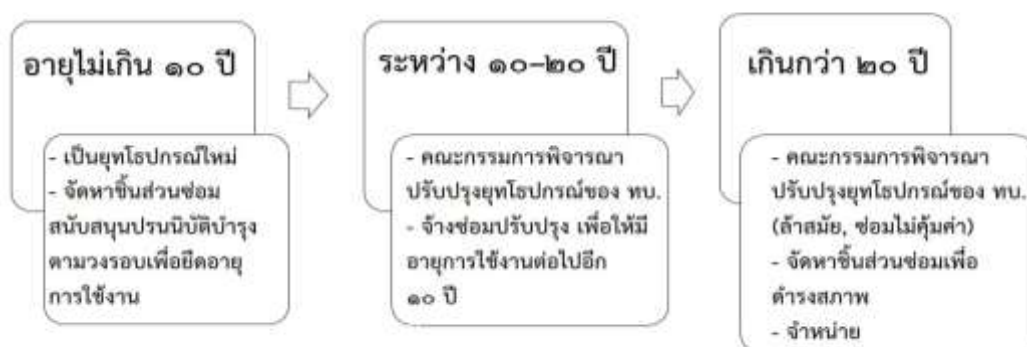 อายุไม่เกิน ๑๐ ปี
- เป็นยุทโธปกรณ์ใหม่
- จัดหาชิ้นส่วนซ่อม
สนับสนุนปรนนิบัติบำรุง
ตามวงรอบเพื่อยืดอายุ
การใช้งาน
ระหว่าง ๑๐-๒๐ ปี
- คณะกรรมการพิจารณา
ปรับปรุงยุทโธปกรณ์ของ ทบ.
- จ้างซ่อมปรับปรุง เพื่อให้มี
อายุการใช้งานต่อไปอีก
๑๐ ปี
เกินกว่า ๒๐ ปี
- คณะกรรมการพิจารณา
ปรับปรุงยุทโธปกรณ์ของ ทบ.
(ล้าสมัย, ซ่อมไม่คุ้มค่า)
- จัดหาชิ้นส่วนซ่อมเพื่อ
ดำรงสภาพ
- จำหน่าย